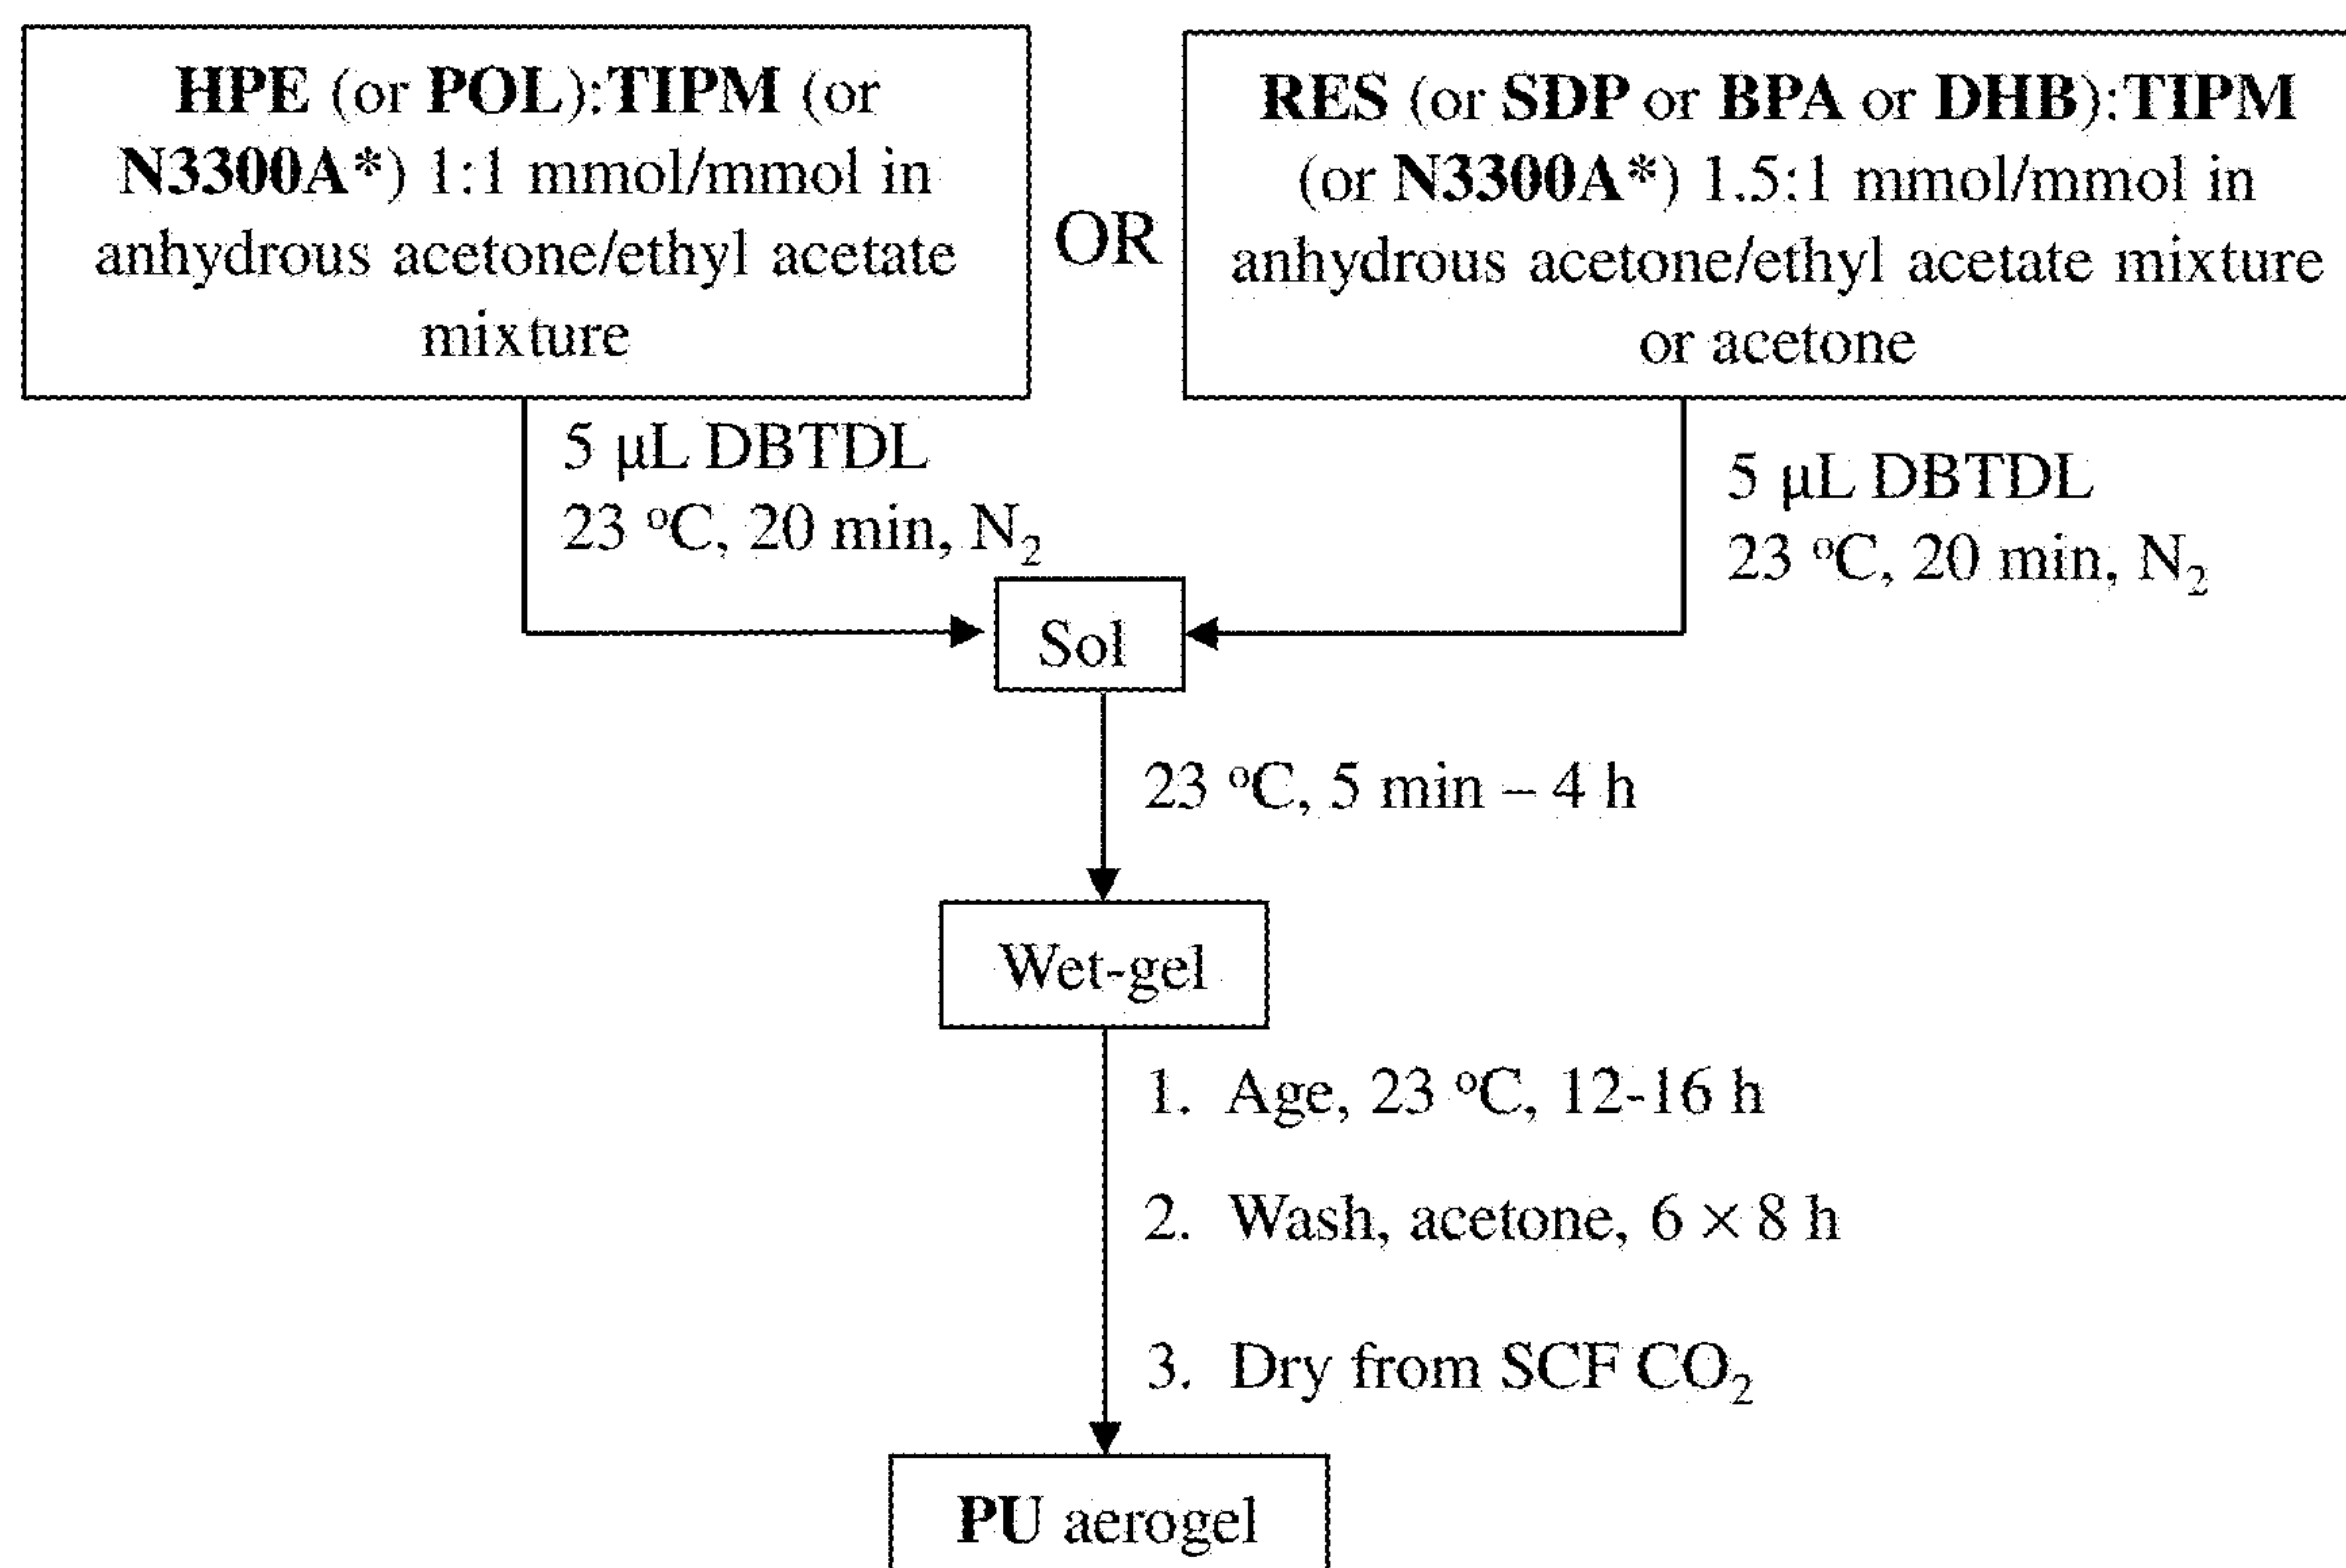 HPE (or POL):TIPM (or
N3300A*) 1:1 mmol/mmol in
anhydrous acetone/ethyl acetate
mixture
OR
RES (or SDP or BPA or DHB):TIPM
(or N3300A*) 1.5:1 mmol/mmol in
anhydrous acetone/ethyl acetate mixture
or acetone
5 μL DBTDL
23 °C, 20 min, N₂
5 μL DBTDL
23 °C, 20 min, N₂
Sol
23 °C, 5 min – 4 h
Wet-gel
1. Age, 23 °C, 12-16 h
2. Wash, acetone, 6 × 8 h
3. Dry from SCF CO₂
PU aerogel